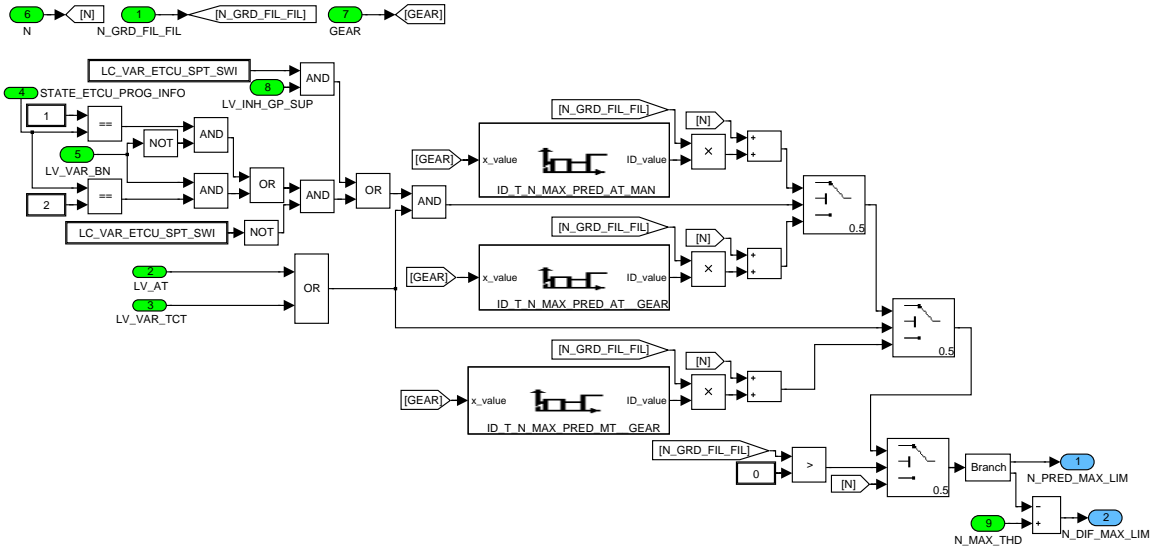 6
[N]
1
[N_GRD_FIL_FIL]
7
[GEAR]
N
N_GRD_FIL_FIL
GEAR
LC_VAR_ETCU_SPT_SWI
AND
8
LV_INH_GP_SUP
4
STATE_ETCU_PROG_INFO
1
==
AND
NOT
5
LV_VAR_BN
2
==
AND
OR
AND
OR
AND
LC_VAR_ETCU_SPT_SWI
NOT
2
LV_AT
3
LV_VAR_TCT
OR
[N_GRD_FIL_FIL]
[N]
[GEAR]
x_value
ID_value
×
+
+
ID_T_N_MAX_PRED_AT_MAN
0.5
[N_GRD_FIL_FIL]
[N]
[GEAR]
x_value
ID_value
×
+
+
ID_T_N_MAX_PRED_AT__GEAR
0.5
[N_GRD_FIL_FIL]
[N]
[GEAR]
x_value
ID_value
×
+
+
ID_T_N_MAX_PRED_MT__GEAR
[N_GRD_FIL_FIL]
0
>
[N]
0.5
Branch
1
N_PRED_MAX_LIM
9
N_MAX_THD
−
+
2
N_DIF_MAX_LIM